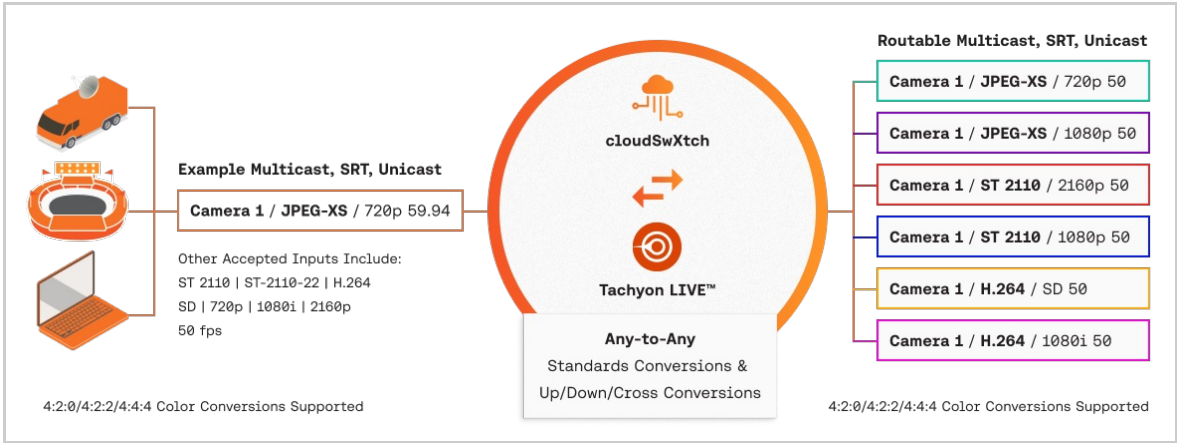 Example Multicast, SRT, Unicast
Camera 1 / JPEG-XS / 720p 59.94
Other Accepted Inputs Include:
ST 2110 | ST-2110-22 | H.264
SD | 720p | 1080i | 2160p
50 fps
4:2:0/4:2:2/4:4:4 Color Conversions Supported
cloudSwXtch
Tachyon LIVE™
Any-to-Any
Standards Conversions &
Up/Down/Cross Conversions
Routable Multicast, SRT, Unicast
Camera 1 / JPEG-XS / 720p 50
Camera 1 / JPEG-XS / 1080p 50
Camera 1 / ST 2110 / 2160p 50
Camera 1 / ST 2110 / 1080p 50
Camera 1 / H.264 / SD 50
Camera 1 / H.264 / 1080i 50
4:2:0/4:2:2/4:4:4 Color Conversions Supported